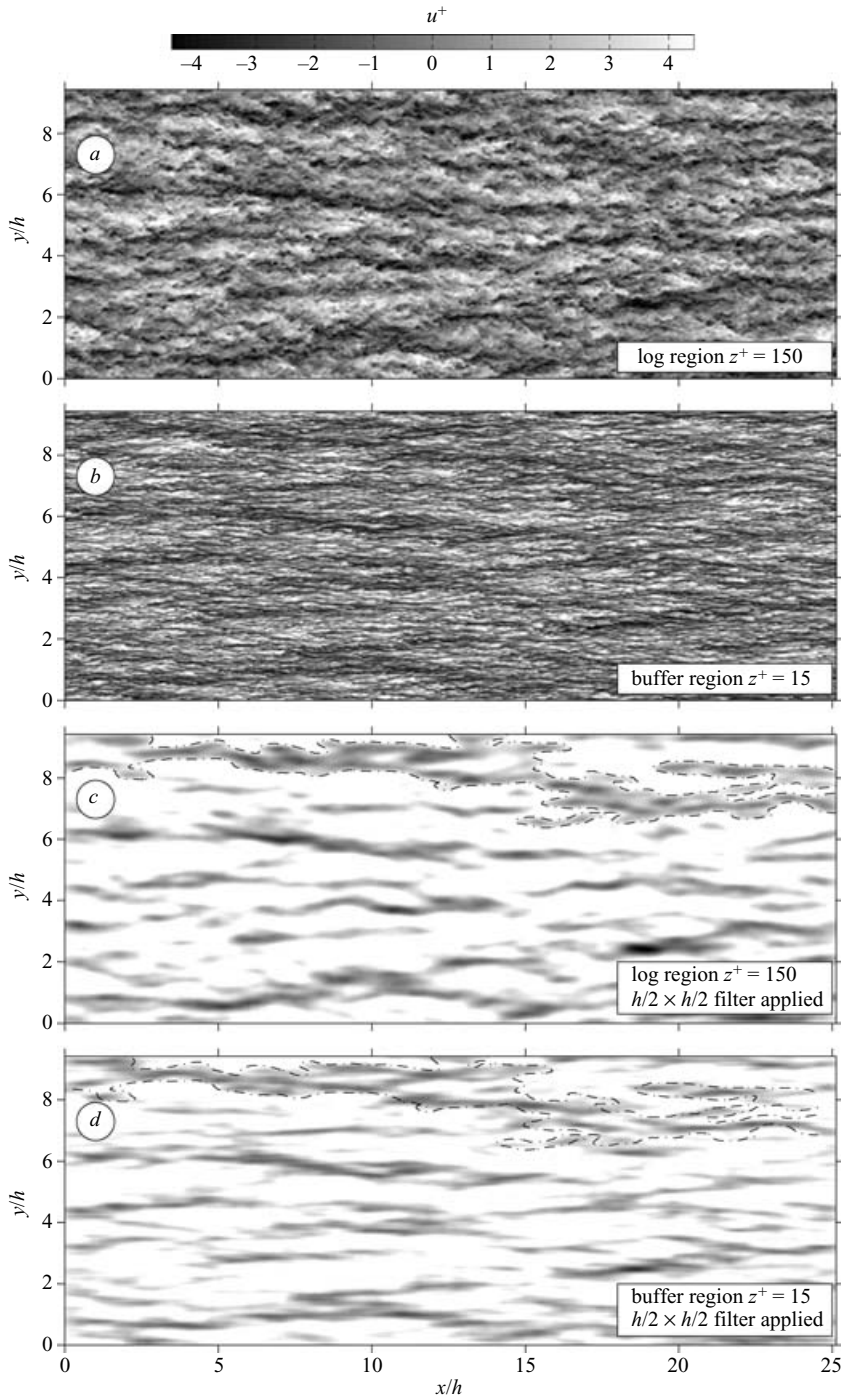 u⁺
–4 –3 –2 –1 0 1 2 3 4
8
6
4
2
0
y/h
a
log region z⁺ = 150
8
6
4
2
0
y/h
b
buffer region z⁺ = 15
8
6
4
2
0
y/h
c
log region z⁺ = 150
h/2 × h/2 filter applied
8
6
4
2
0
y/h
d
buffer region z⁺ = 15
h/2 × h/2 filter applied
0 5 10 15 20 25
x/h